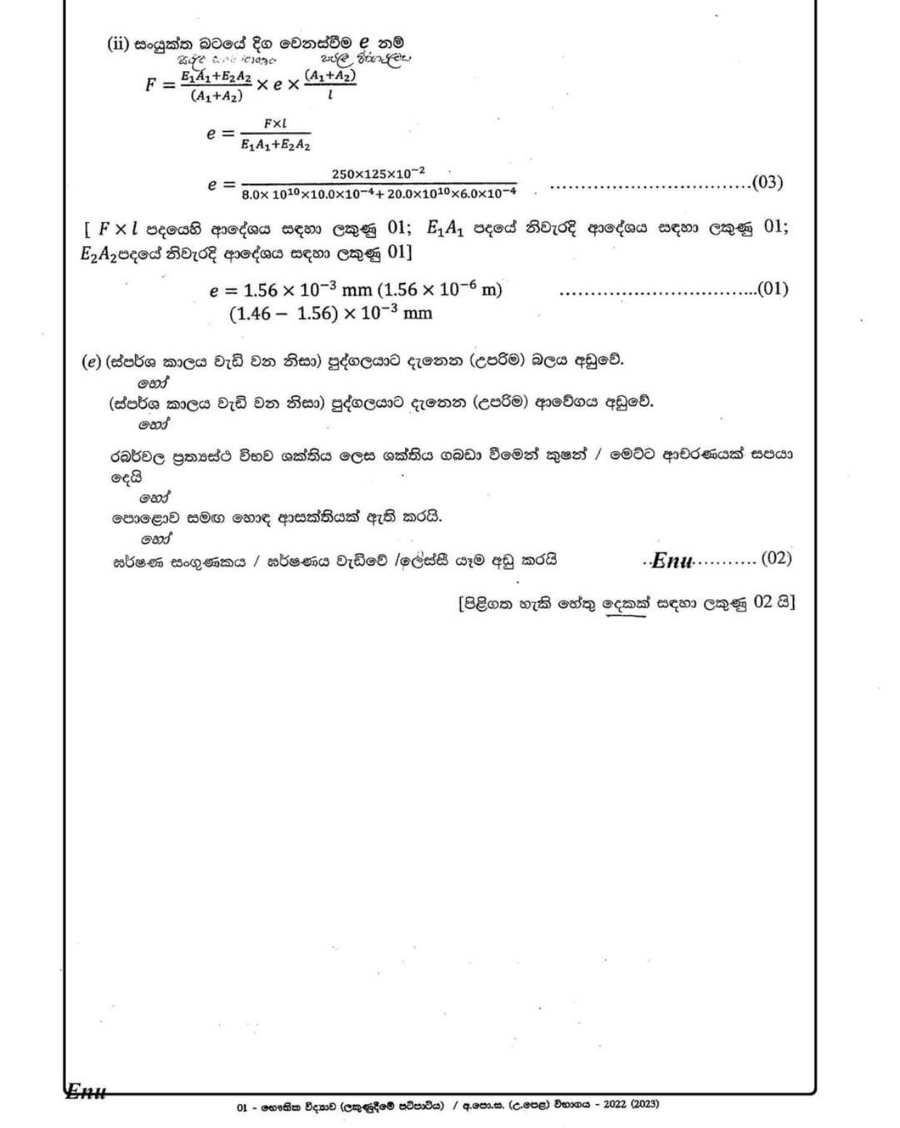 (ii) සංයුක්ත බටයේ දිග වෙනස්වීම e නම්
F = (E₁A₁+E₂A₂)/(A₁+A₂) × e × (A₁+A₂)/l
e = F×l/(E₁A₁+E₂A₂)
e = 250×125×10⁻²/(8.0× 10¹⁰×10.0×10⁻⁴+ 20.0×10¹⁰×6.0×10⁻⁴) ..................................(03)
[ F × l පදයෙහි ආදේශය සඳහා ලකුණු 01; E₁A₁ පදයේ නිවැරදි ආදේශය සඳහා ලකුණු 01;
E₂A₂පදයේ නිවැරදි ආදේශය සඳහා ලකුණු 01]
e = 1.56 × 10⁻³ mm (1.56 × 10⁻⁶ m) .................................(01)
(1.46 − 1.56) × 10⁻³ mm
(e) (ස්පර්ශ කාලය වැඩි වන නිසා) පුද්ගලයාට දැනෙන (උපරිම) බලය අඩුවේ.
හෝ
(ස්පර්ශ කාලය වැඩි වන නිසා) පුද්ගලයාට දැනෙන (උපරිම) ආවේගය අඩුවේ.
හෝ
රබර්වල ප්‍රත්‍යස්ථ විභව ශක්තිය ලෙස ශක්තිය ගබඩා වීමෙන් කුෂන් / මෙට්ට ආචරණයක් සපයා
දෙයි
හෝ
පොළොව සමඟ හොඳ ආසක්තියක් ඇති කරයි.
හෝ
ඝර්ෂණ සංගුණකය / ඝර්ෂණය වැඩිවේ /ලේස්සී යෑම අඩු කරයි ..Enu........... (02)
[පිළිගත හැකි හේතු දෙකක් සඳහා ලකුණු 02 යි]
Enu
01 - භෞතික විද්‍යාව (ලකුණුදීමේ පටිපාටිය) / අ.පො.ස. (උ.පෙළ) විභාගය - 2022 (2023)